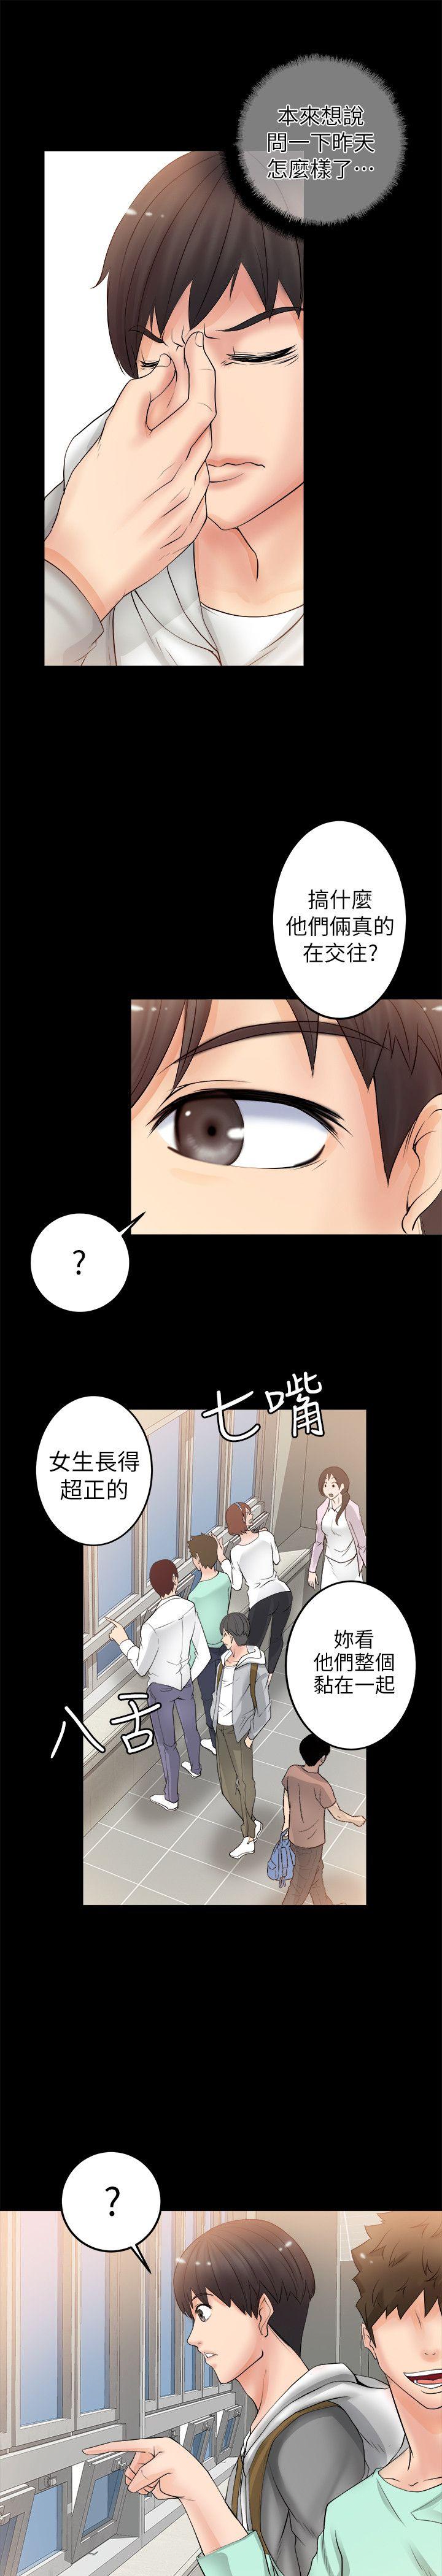 本來想說
問一下昨天
怎麼樣了…
搞什麼
他們倆真的
在交往?
?
七嘴
女生長得
超正的
妳看
他們整個
黏在一起
八舌
?